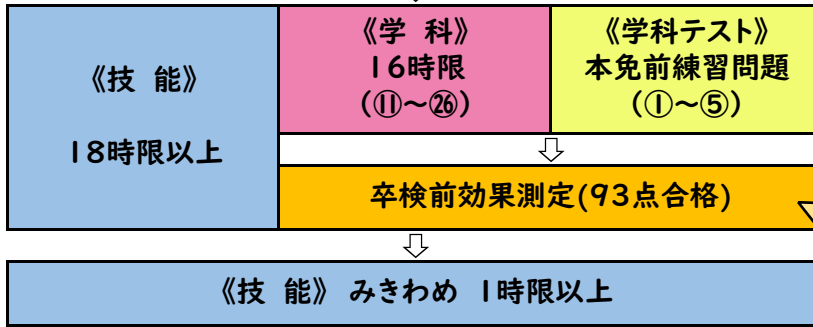 《技 能》
18時限以上
《学 科》
16時限
(⑪～㉖)
《学科テスト》
本免前練習問題
(①～⑤)
卒検前効果測定(93点合格)
《技 能》 みきわめ 1時限以上